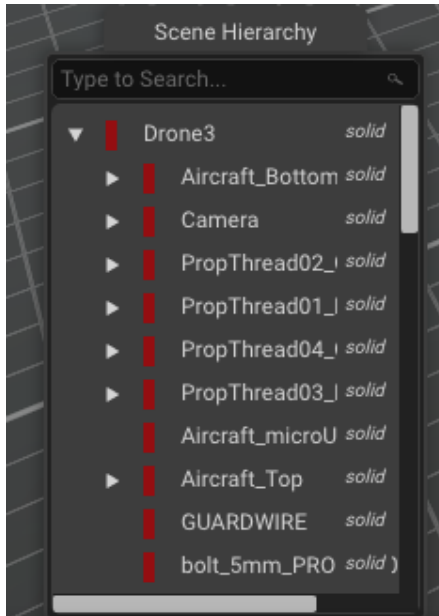 Scene Hierarchy
Type to Search...
Drone3 solid
Aircraft_Bottom solid
Camera solid
PropThread02_ solid
PropThread01_ solid
PropThread04_ solid
PropThread03_ solid
Aircraft_microU solid
Aircraft_Top solid
GUARDWIRE solid
bolt_5mm_PRO solid )